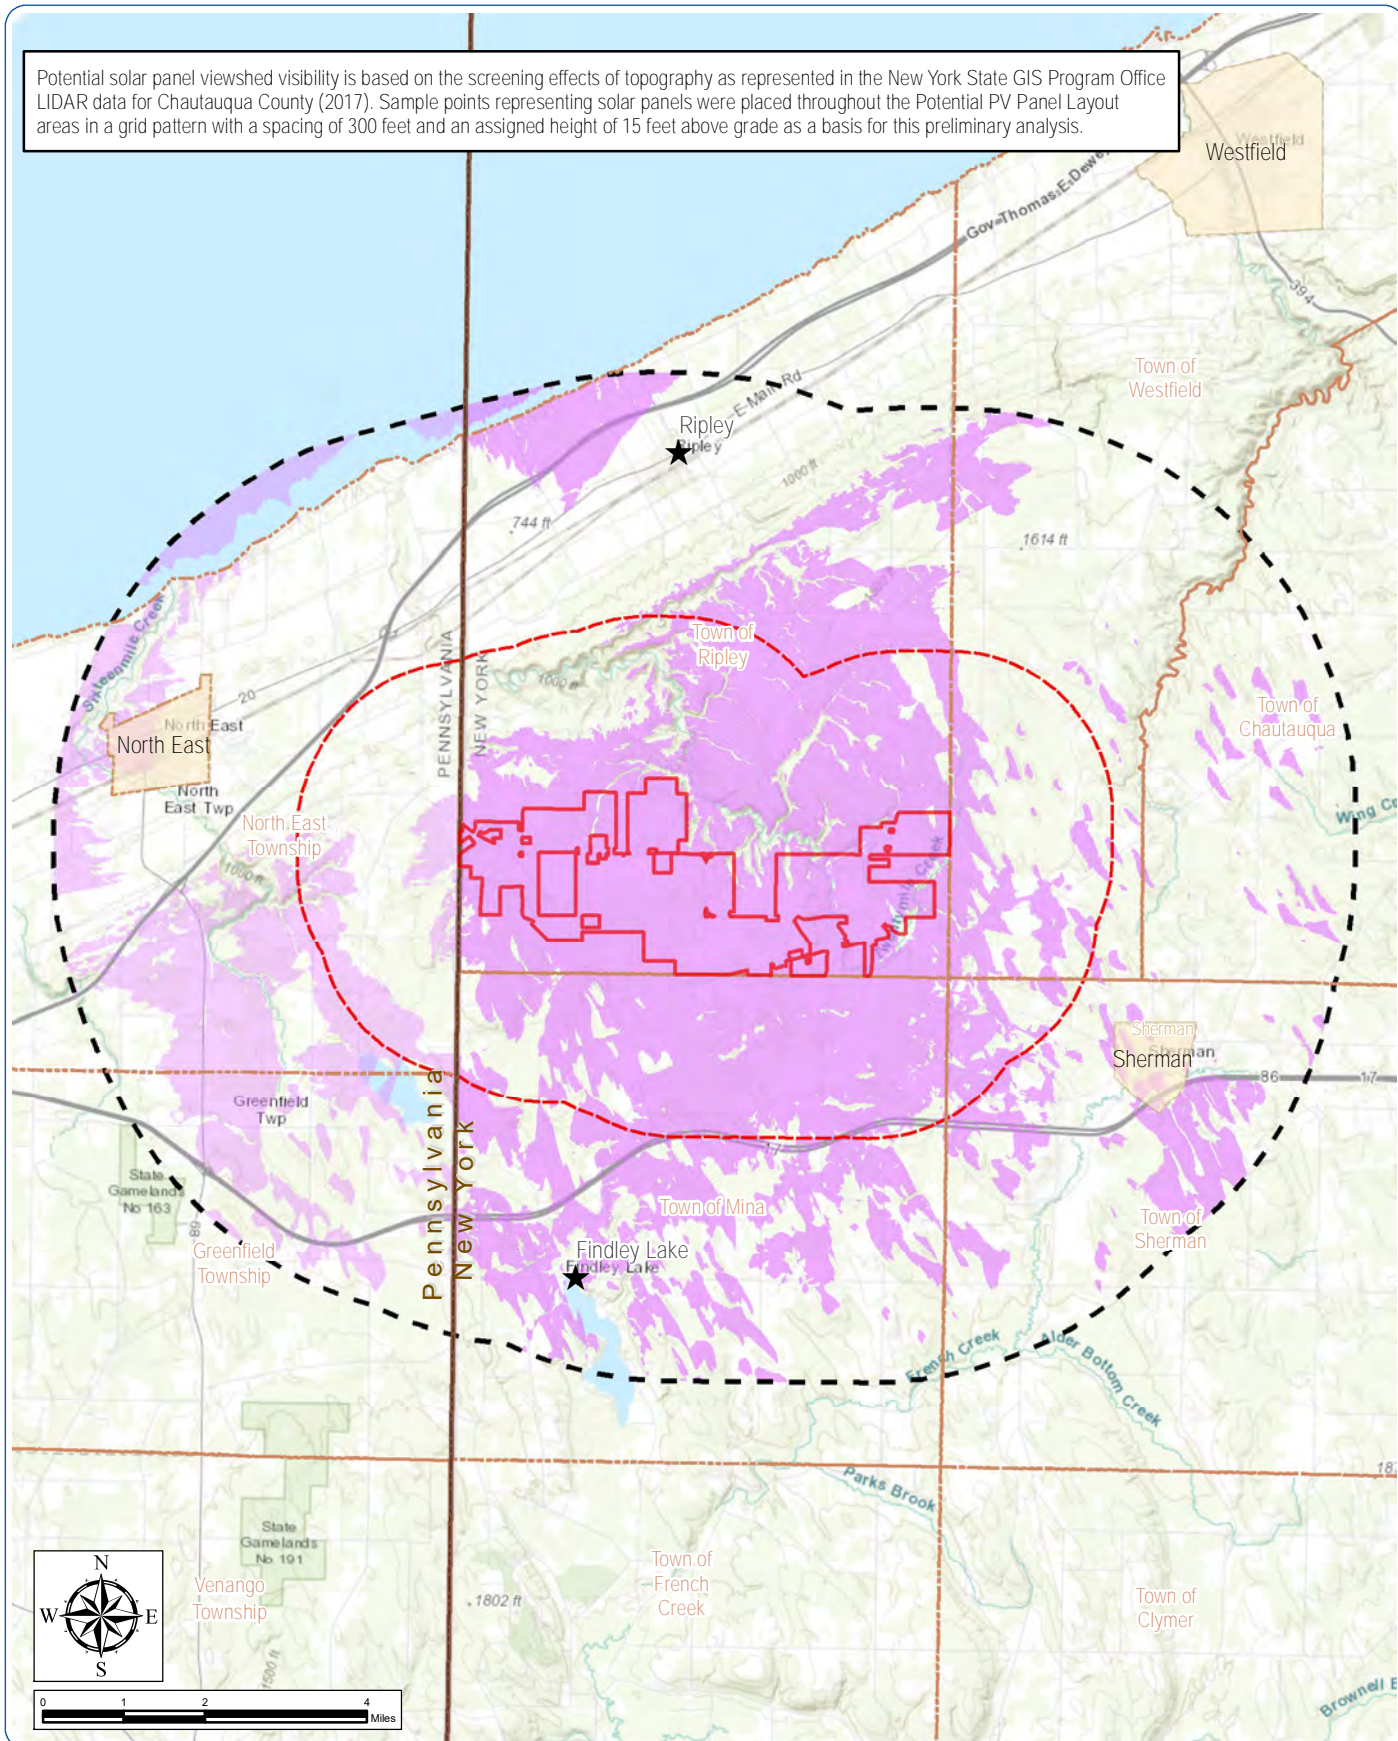 Potential solar panel viewshed visibility is based on the screening effects of topography as represented in the New York State GIS Program Office
LIDAR data for Chautauqua County (2017). Sample points representing solar panels were placed throughout the Potential PV Panel Layout
areas in a grid pattern with a spacing of 300 feet and an assigned height of 15 feet above grade as a basis for this preliminary analysis.
Westfield
Westfield
Gov Thomas E Dewey
394
Town of
Westfield
E Main Rd
Ripley
Ripley
1000 ft
744 ft
1614 ft
Sixteenmile Creek
Town of
Ripley
PENNSYLVANIA
NEW YORK
1000 ft
20
North East
North East
North
East Twp
North East
Township
1000 ft
Town of
Chautauqua
Wing
Creek
Sherman
Sherman
Sherman
86
17
Greenfield
Twp
Pennsylvania
New York
17
State
Gamelands
No 163
89
Greenfield
Township
Town of Mina
Town of
Sherman
Findley Lake
Findley Lake
French Creek
Alder Bottom Creek
Parks Brook
State
Gamelands
No 191
Venango
Township
1802 ft
1500 ft
Town of
French
Creek
Town of
Clymer
Brownell
N
W
E
S
0 1 2 4
Miles